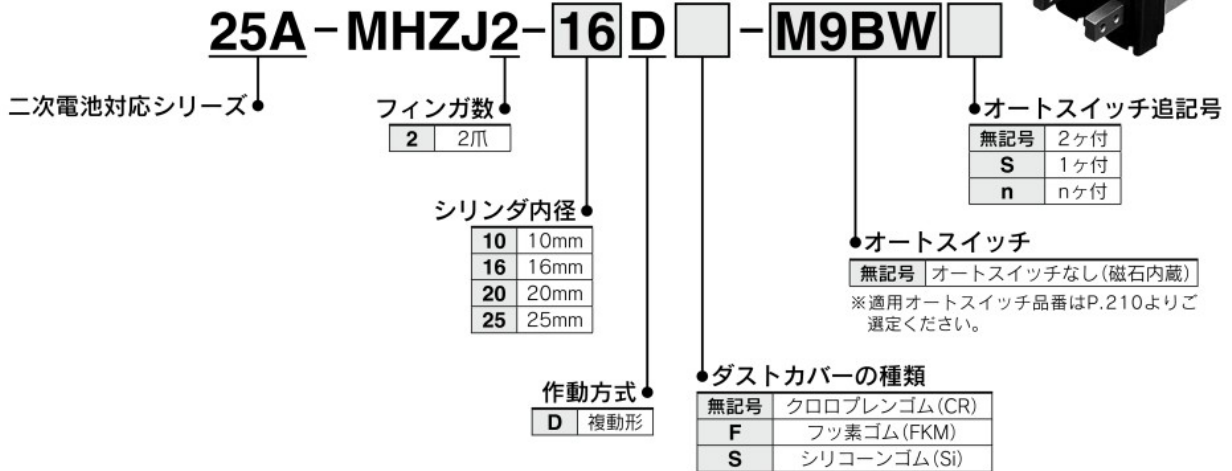 25A-MHZJ2-16D□-M9BW□
二次電池対応シリーズ
フィンガ数
2 2爪
シリンダ内径
10 10mm
16 16mm
20 20mm
25 25mm
作動方式
D 複動形
ダストカバーの種類
無記号 クロロプレンゴム(CR)
F フッ素ゴム(FKM)
S シリコーンゴム(Si)
オートスイッチ
無記号 オートスイッチなし(磁石内蔵)
※適用オートスイッチ品番はP.210よりご
選定ください。
オートスイッチ追記号
無記号 2ヶ付
S 1ヶ付
n nヶ付